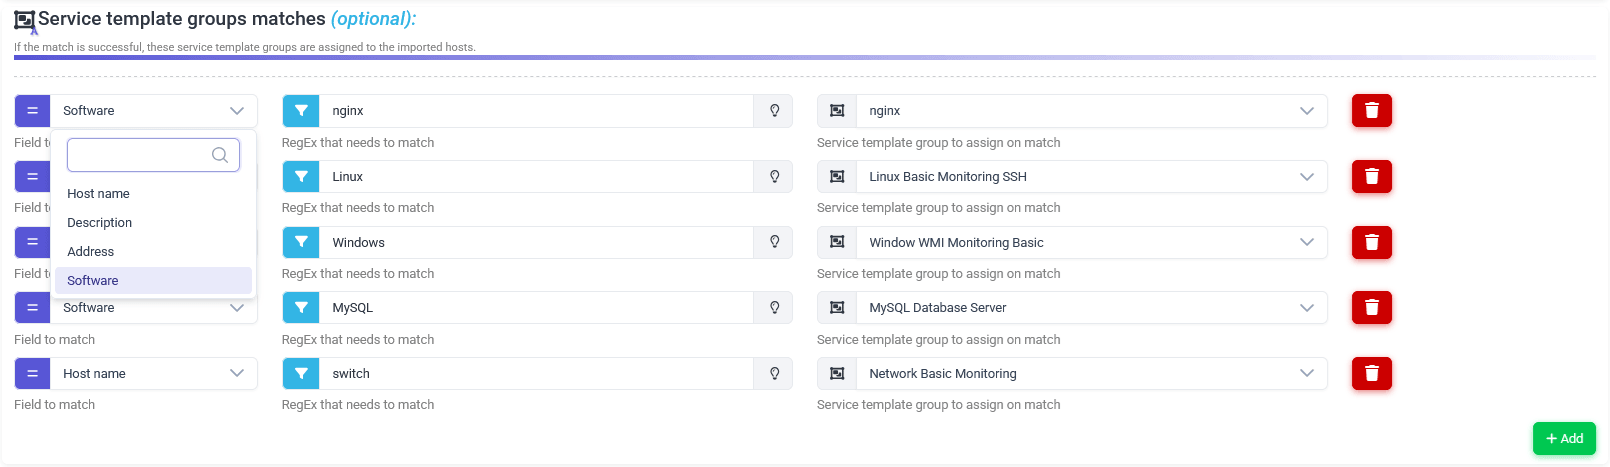 Service template groups matches (optional):
If the match is successful, these service template groups are assigned to the imported hosts.
Software
nginx
nginx
Field to
RegEx that needs to match
Service template group to assign on match
Host name
Description
Address
Software
Linux
Linux Basic Monitoring SSH
Field to
RegEx that needs to match
Service template group to assign on match
Windows
Window WMI Monitoring Basic
Field to
RegEx that needs to match
Service template group to assign on match
Software
MySQL
MySQL Database Server
Field to match
RegEx that needs to match
Service template group to assign on match
Host name
switch
Network Basic Monitoring
Field to match
RegEx that needs to match
Service template group to assign on match
+ Add